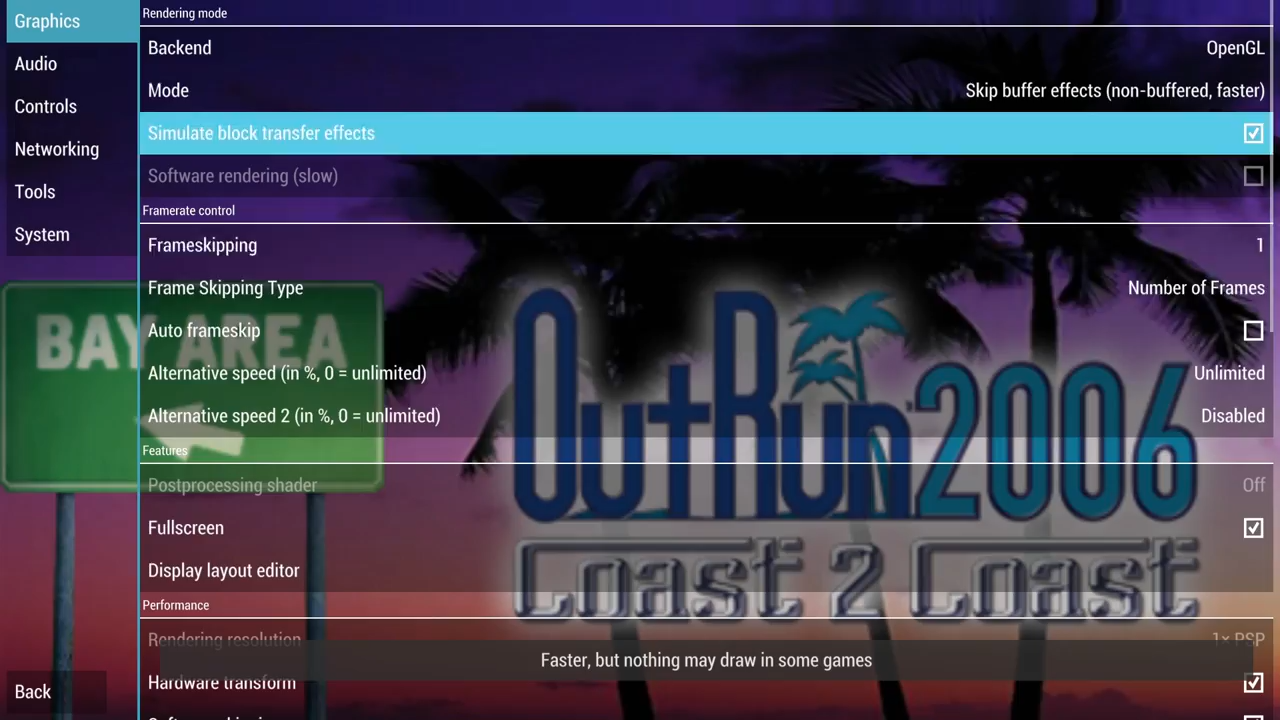 Graphics
Audio
Controls
Networking
Tools
System
Back
Rendering mode
Backend OpenGL
Mode Skip buffer effects (non-buffered, faster)
Simulate block transfer effects
Software rendering (slow)
Framerate control
Frameskipping 1
Frame Skipping Type Number of Frames
Auto frameskip
Alternative speed (in %, 0 = unlimited) Unlimited
Alternative speed 2 (in %, 0 = unlimited) Disabled
Features
Postprocessing shader Off
Fullscreen
Display layout editor
Performance
Rendering resolution 1× PSP
Faster, but nothing may draw in some games
Hardware transform
BAY AREA
OutRun 2006
Coast 2 Coast